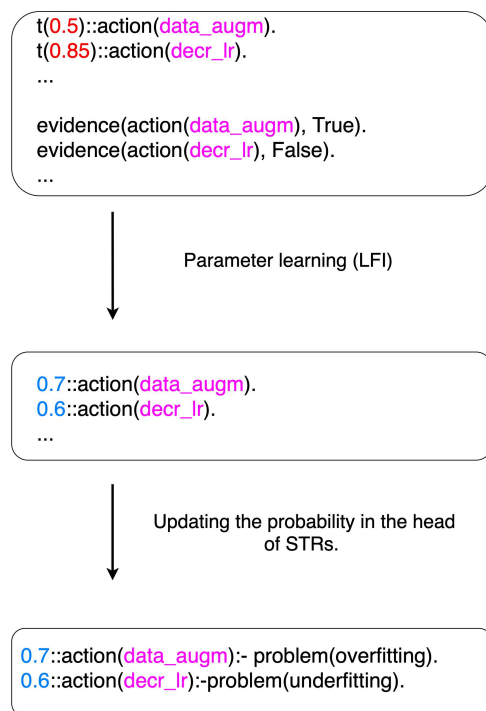 t(0.5)::action(data_augm).
t(0.85)::action(decr_lr).
...
evidence(action(data_augm), True).
evidence(action(decr_lr), False).
...
Parameter learning (LFI)
0.7::action(data_augm).
0.6::action(decr_lr).
...
Updating the probability in the head
of STRs.
0.7::action(data_augm):- problem(overfitting).
0.6::action(decr_lr):-problem(underfitting).